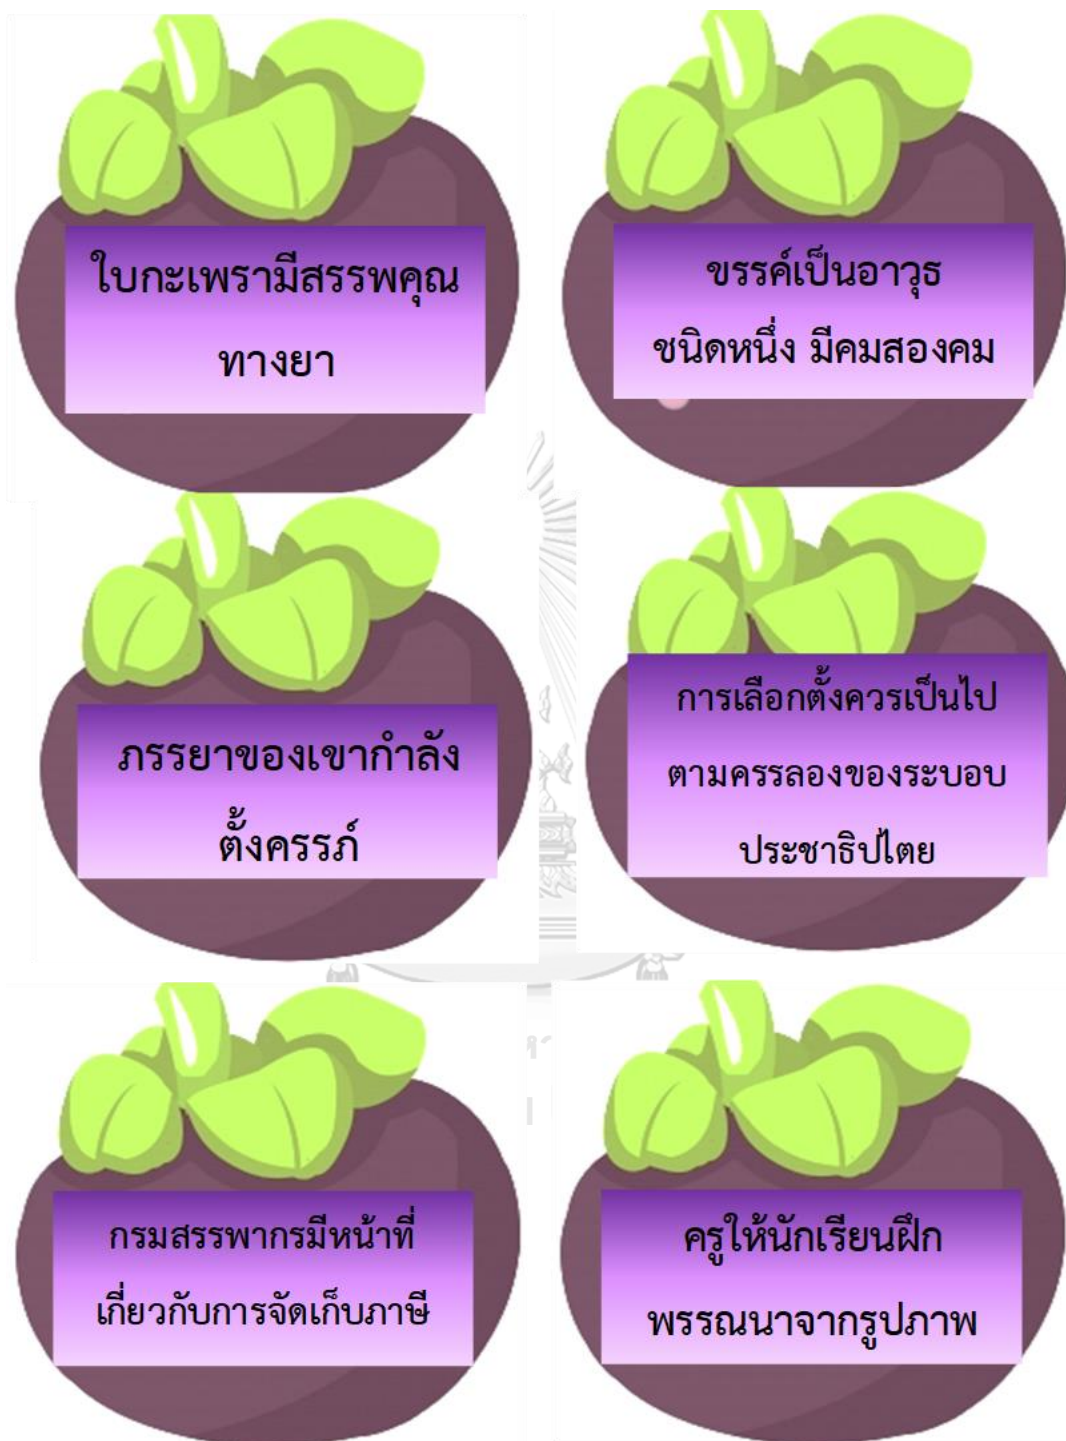 ใบกะเพรามีสรรพคุณ
ทางยา
ขรรค์เป็นอาวุธ
ชนิดหนึ่ง มีคมสองคม
ภรรยาของเขากำลัง
ตั้งครรภ์
การเลือกตั้งควรเป็นไป
ตามครรลองของระบอบ
ประชาธิปไตย
กรมสรรพากรมีหน้าที่
เกี่ยวกับการจัดเก็บภาษี
ครูให้นักเรียนฝึก
พรรณนาจากรูปภาพ